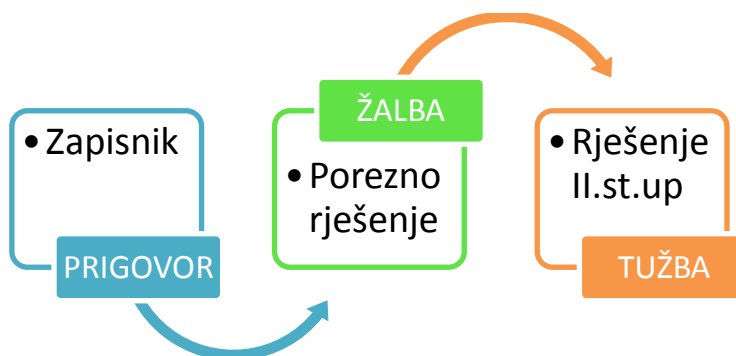 • Zapisnik
PRIGOVOR
ŽALBA
• Porezno
rješenje
• Rješenje
II.st.up
TUŽBA